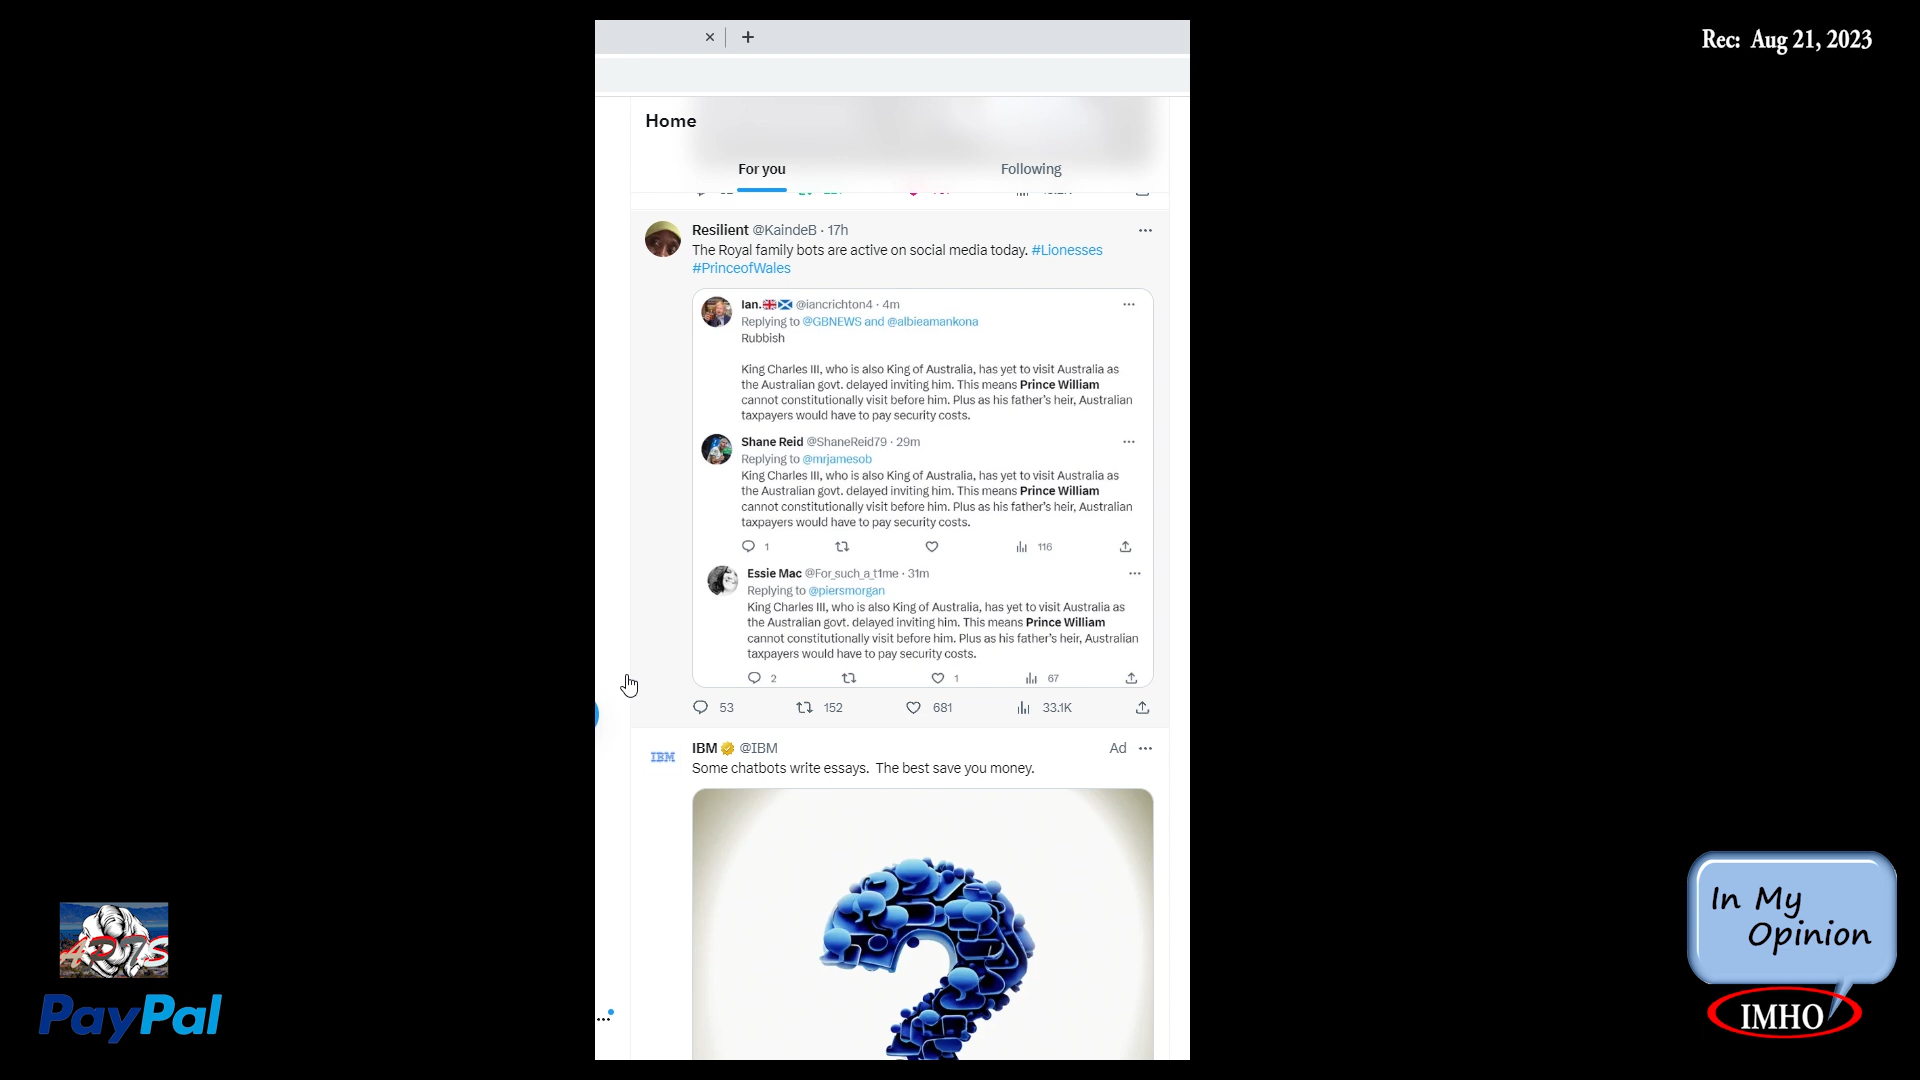 Rec: Aug 21, 2023
Home
For you
Following
Resilient @KaindeB · 17h
The Royal family bots are active on social media today. #Lionesses
#PrinceofWales
Ian.🇬🇧🏴󠁧󠁢󠁳󠁣󠁴󠁿 @iancrichton4 · 4m
Replying to @GBNEWS and @albieamankona
Rubbish
King Charles III, who is also King of Australia, has yet to visit Australia as
the Australian govt. delayed inviting him. This means Prince William
cannot constitutionally visit before him. Plus as his father's heir, Australian
taxpayers would have to pay security costs.
Shane Reid @ShaneReid79 · 29m
Replying to @mrjamesob
King Charles III, who is also King of Australia, has yet to visit Australia as
the Australian govt. delayed inviting him. This means Prince William
cannot constitutionally visit before him. Plus as his father's heir, Australian
taxpayers would have to pay security costs.
1 116
Essie Mac @For_such_a_t1me · 31m
Replying to @piersmorgan
King Charles III, who is also King of Australia, has yet to visit Australia as
the Australian govt. delayed inviting him. This means Prince William
cannot constitutionally visit before him. Plus as his father's heir, Australian
taxpayers would have to pay security costs.
2 1 67
53 152 681 33.1K
IBM @IBM Ad
IBM
Some chatbots write essays. The best save you money.
PayPal
In My
Opinion
IMHO